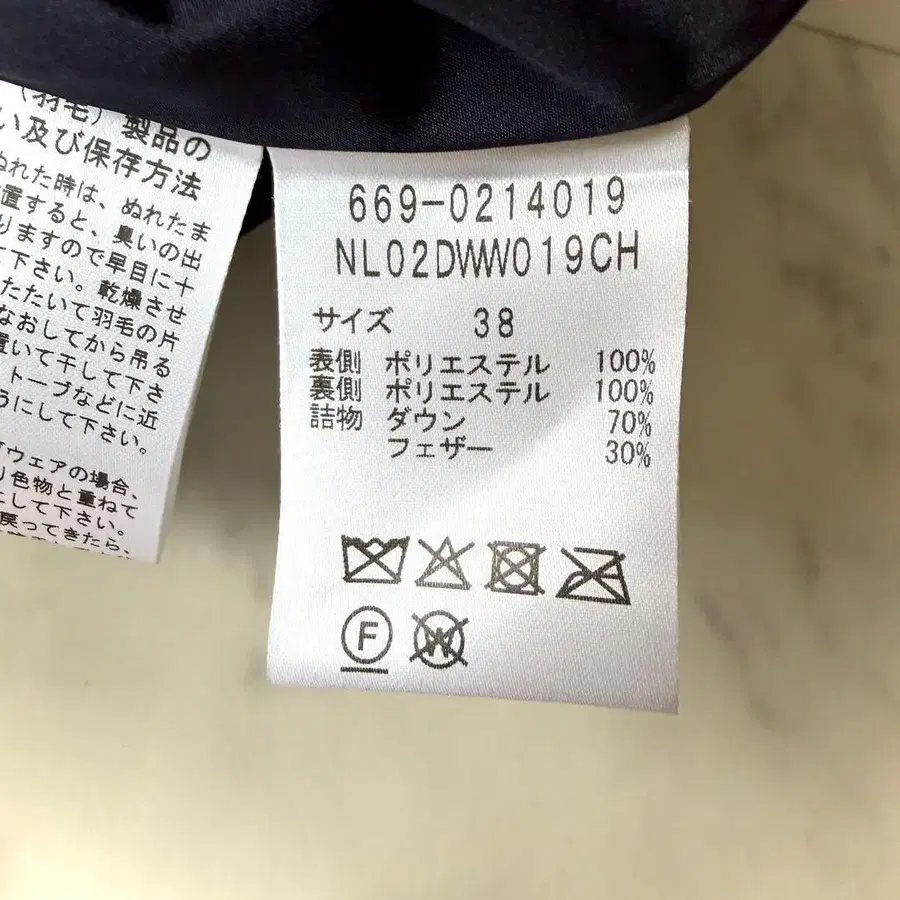 (羽毛)製品の
い及び保存方法
ぬれた時は、ぬれたま
置すると、臭いの出
りますので早目に十
て下さい。乾燥させ
たたいて羽毛の片
なおしてから吊る
置いて干して下さ
トーブなどに近
うにして下さい。
ウェアの場合、
り色物と重ねて
にして下さい。
戻ってきたら、
669-0214019
NL02DWW019CH
サイズ 38
表側 ポリエステル 100%
裏側 ポリエステル 100%
詰物 ダウン 70%
フェザー 30%
F
W